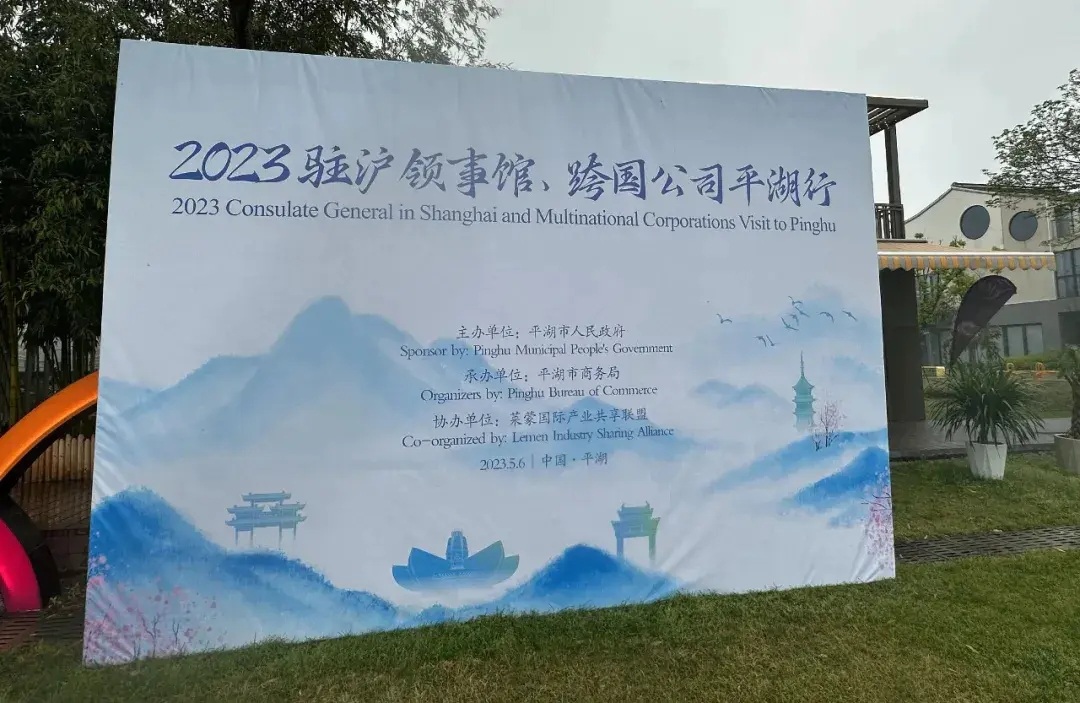 2023驻沪领事馆、跨国公司平湖行
2023 Consulate General in Shanghai and Multinational Corporations Visit to Pinghu
主办单位：平湖市人民政府
Sponsor by: Pinghu Municipal People's Government
承办单位：平湖市商务局
Organizers by: Pinghu Bureau of Commerce
协办单位：莱蒙国际产业共享联盟
Co-organized by: Lemen Industry Sharing Alliance
2023.5.6 | 中国·平湖